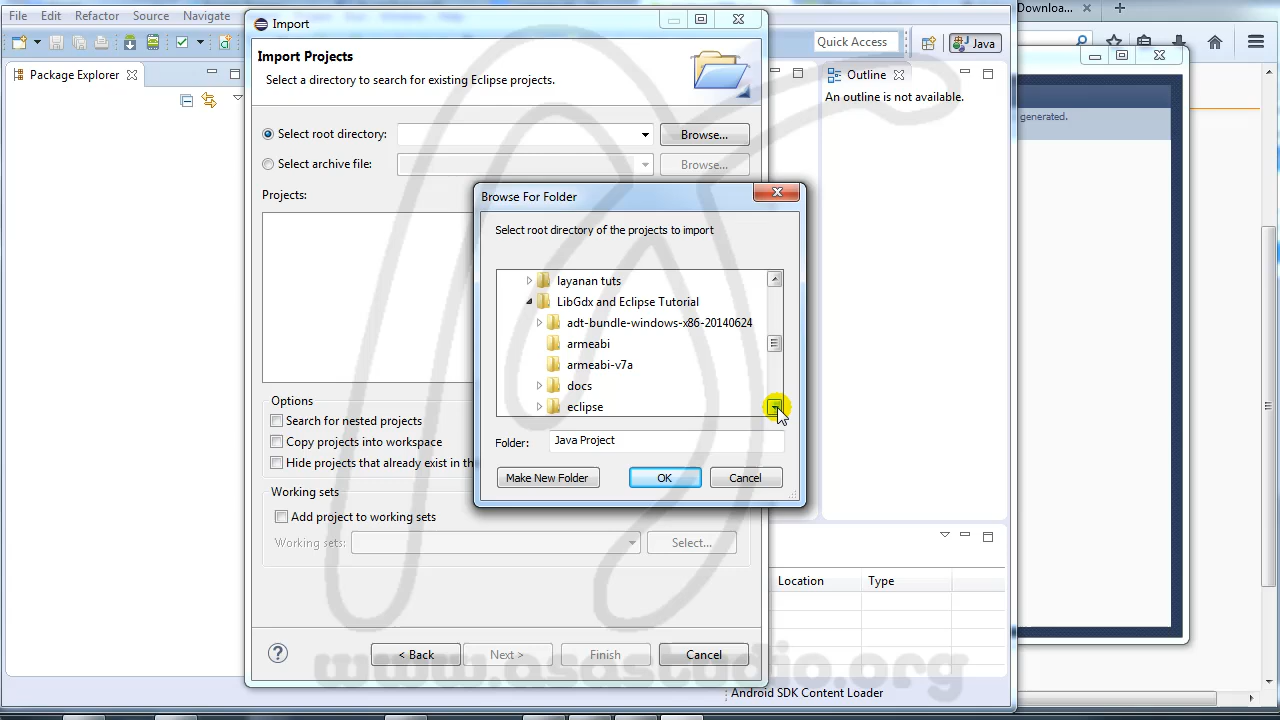 File Edit Refactor Source Navigate
Import
Downloa...
Quick Access
Java
Package Explorer
Import Projects
Select a directory to search for existing Eclipse projects.
Outline
An outline is not available.
generated.
Select root directory:
Browse...
Select archive file:
Browse...
Projects:
Browse For Folder
Select root directory of the projects to import
layanan tuts
LibGdx and Eclipse Tutorial
adt-bundle-windows-x86-20140624
armeabi
armeabi-v7a
docs
eclipse
Folder:
Java Project
Make New Folder
OK
Cancel
Options
Search for nested projects
Copy projects into workspace
Hide projects that already exist in the
Working sets
Add project to working sets
Working sets:
Select...
Location
Type
< Back
Next >
Finish
Cancel
www.asastudio.org
Android SDK Content Loader